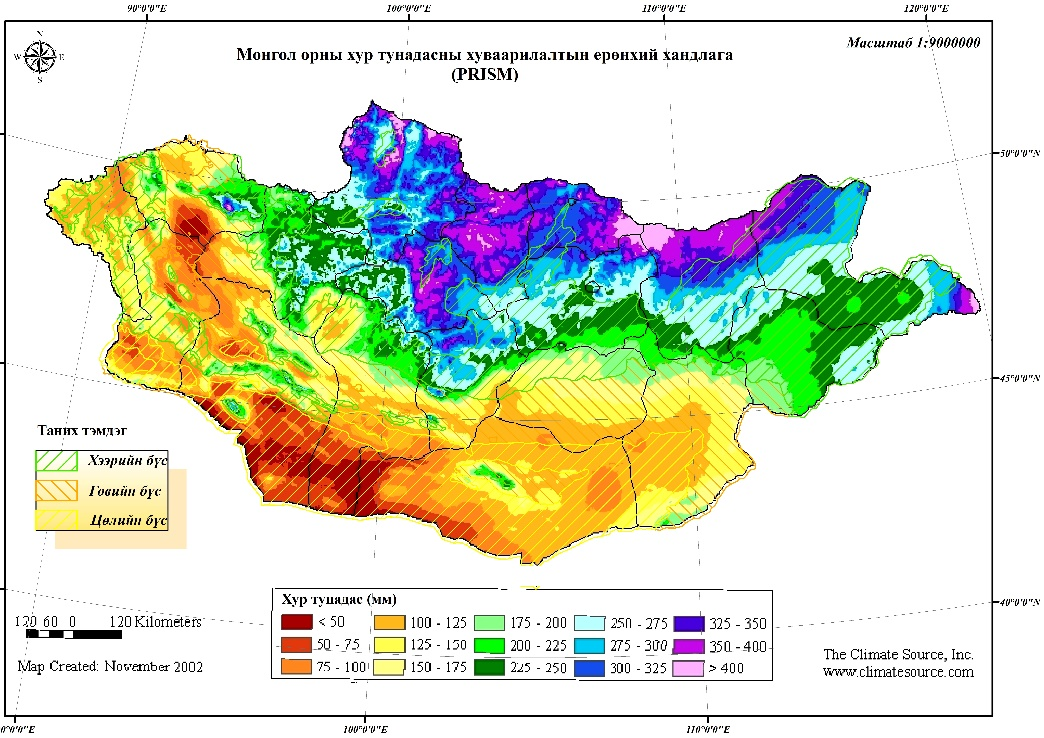 90°0'0"E 100°0'0"E 110°0'0"E 120°0'0"E
N
W E
S
Монгол орны хур тунадасны хуваарилалтын ерөнхий хандлага
(PRISM)
Масштаб 1:9000000
50°0'0"N
45°0'0"N
40°0'0"N
Таних тэмдэг
Хээрийн бүс
Говийн бүс
Цөлийн бүс
Хур тунадас (мм)
< 50 100 - 125 175 - 200 250 - 275 325 - 350
50 - 75 125 - 150 200 - 225 275 - 300 350 - 400
75 - 100 150 - 175 225 - 250 300 - 325 > 400
120 60 0 120 Kilometers
Map Created: November 2002
The Climate Source, Inc.
www.climatesource.com
0°0'0"E 100°0'0"E 110°0'0"E